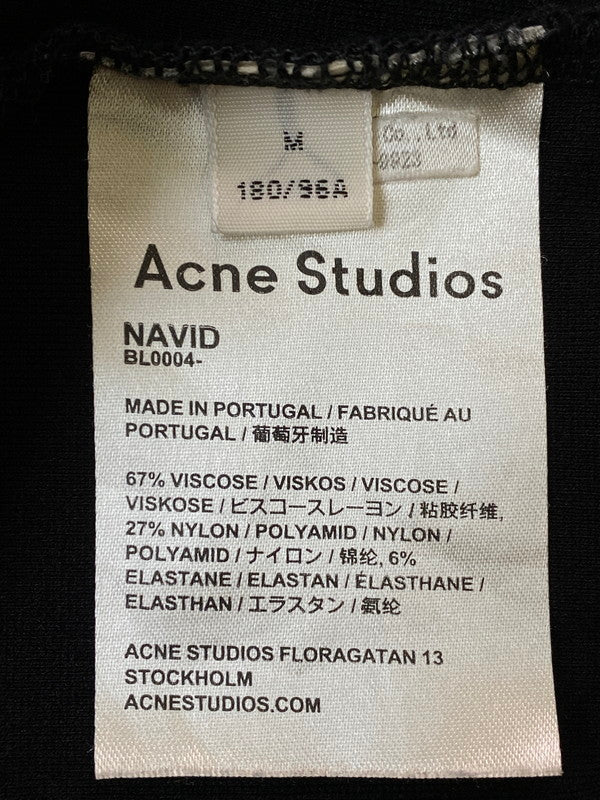 M
180/96A
Co., Ltd
0823
Acne Studios
NAVID
BL0004-
MADE IN PORTUGAL / FABRIQUÉ AU
PORTUGAL / 葡萄牙制造
67% VISCOSE / VISKOS / VISCOSE /
VISKOSE / ビスコースレーヨン / 粘胶纤维,
27% NYLON / POLYAMID / NYLON /
POLYAMID / ナイロン / 锦纶, 6%
ELASTANE / ELASTAN / ÉLASTHANE /
ELASTHAN / エラスタン / 氨纶
ACNE STUDIOS FLORAGATAN 13
STOCKHOLM
ACNESTUDIOS.COM